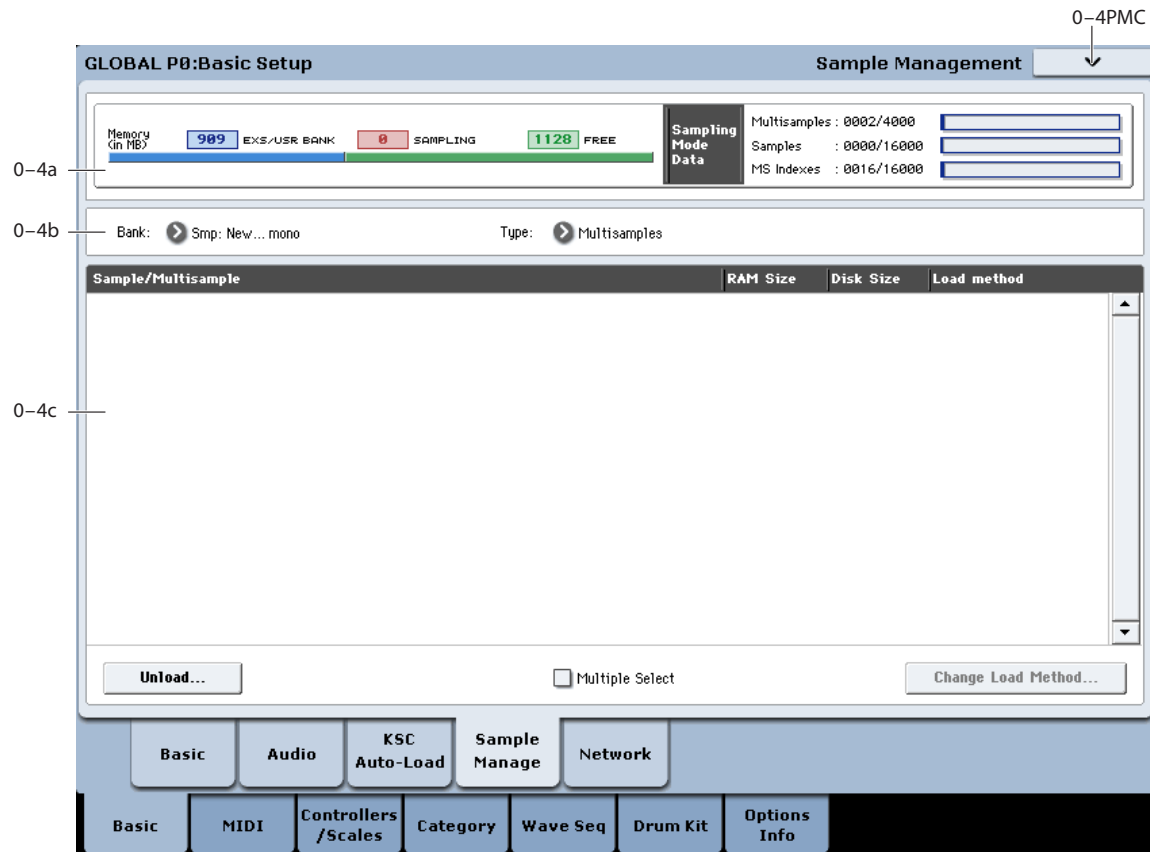 0–4PMC
GLOBAL P0:Basic Setup
Sample Management
Memory
(in MB)
909 EXS/USR BANK
0 SAMPLING
1128 FREE
Sampling
Mode
Data
Multisamples : 0002/4000
Samples : 0000/16000
MS Indexes : 0016/16000
0–4a
0–4b
Bank: Smp: New... mono
Type: Multisamples
Sample/Multisample RAM Size Disk Size Load method
0–4c
Unload...
Multiple Select
Change Load Method...
Basic
Audio
KSC
Auto-Load
Sample
Manage
Network
Basic
MIDI
Controllers
/Scales
Category
Wave Seq
Drum Kit
Options
Info